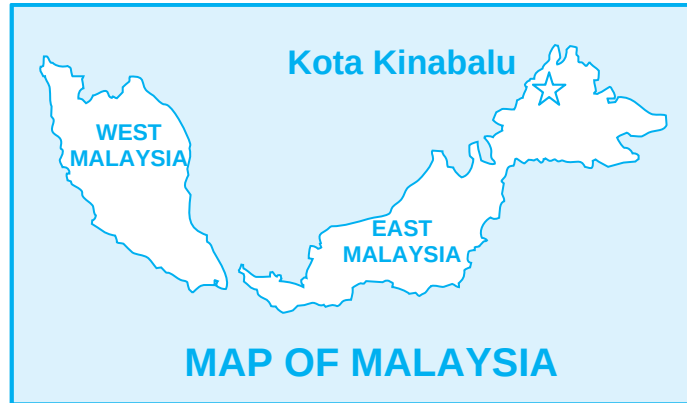 Kota Kinabalu
WEST
MALAYSIA
EAST
MALAYSIA
MAP OF MALAYSIA